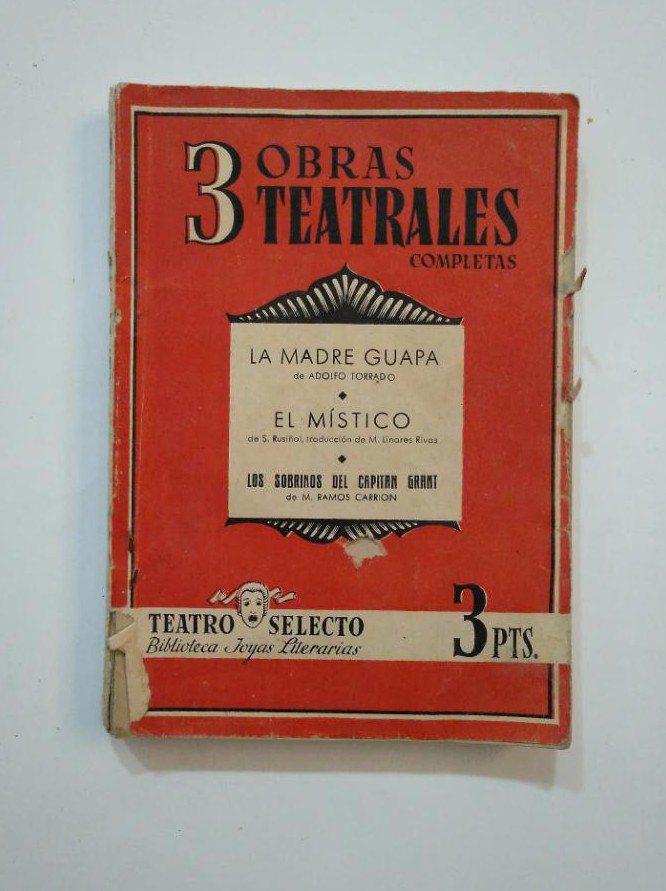 3 OBRAS
TEATRALES
COMPLETAS
LA MADRE GUAPA
de ADOLFO TORRADO
EL MÍSTICO
de S. Rusiñol, traducción de M. Linares Rivas
LOS SOBRINOS DEL CAPITAN GRANT
de M. RAMOS CARRION
TEATRO SELECTO
Biblioteca Joyas Literarias
3 PTS.